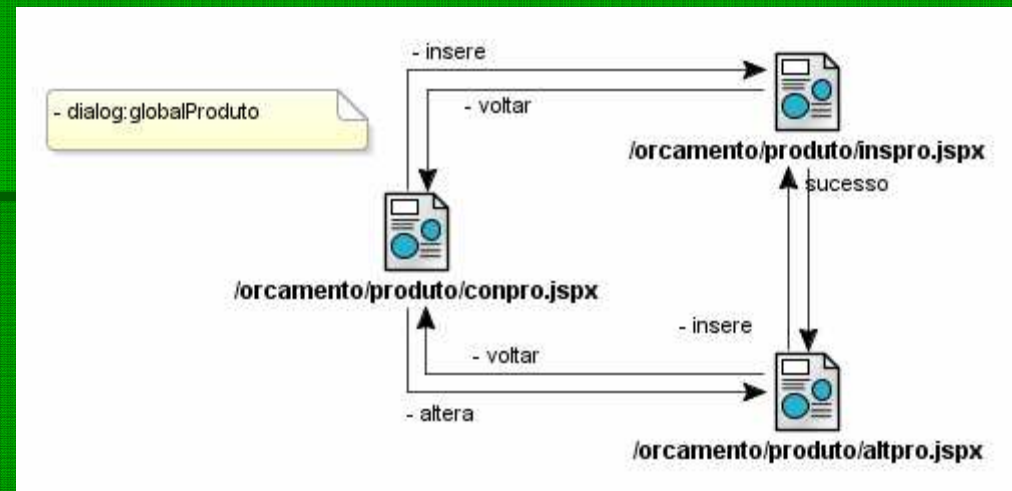 - insere
- voltar
- dialog:globalProduto
/orcamento/produto/inspro.jspx
sucesso
/orcamento/produto/conpro.jspx
- insere
- voltar
- altera
/orcamento/produto/altpro.jspx